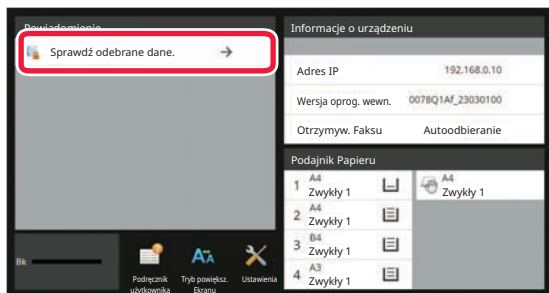 Powiadomienie
Sprawdź odebrane dane.
Informacje o urządzeniu
Adres IP 192.168.0.10
Wersja oprog. wewn. 0078Q1Af_23030100
Otrzymyw. Faksu Autoodbieranie
Podajnik Papieru
1 A4
Zwykły 1
A4
Zwykły 1
2 A4
Zwykły 1
3 B4
Zwykły 1
4 A3
Zwykły 1
Bk
Podręcznik
użytkownika
Tryb powiększ.
Ekranu
Ustawienia